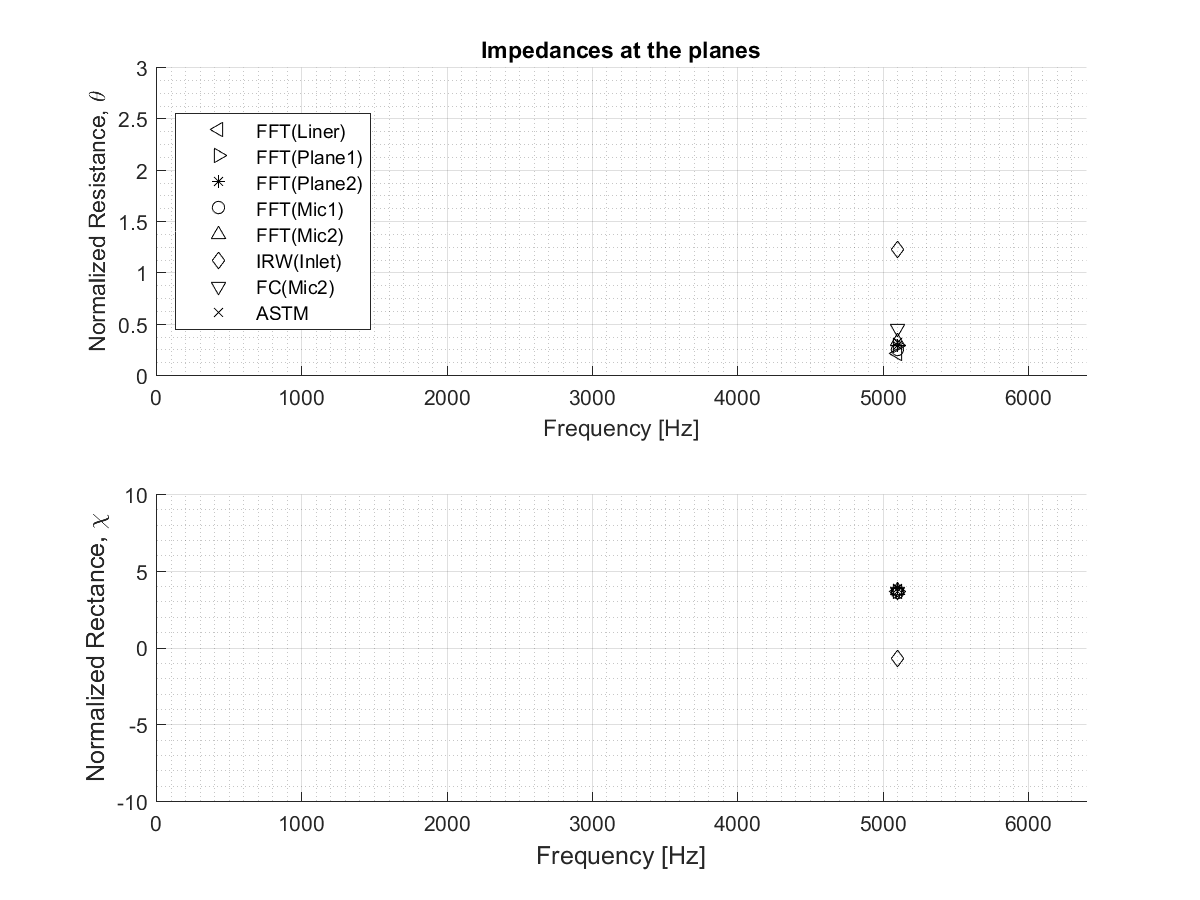 Impedances at the planes
Normalized Resistance, θ
3
2.5
2
1.5
1
0.5
0
FFT(Liner)
FFT(Plane1)
FFT(Plane2)
FFT(Mic1)
FFT(Mic2)
IRW(Inlet)
FC(Mic2)
ASTM
0 1000 2000 3000 4000 5000 6000
Frequency [Hz]
Normalized Rectance, χ
10
5
0
-5
-10
0 1000 2000 3000 4000 5000 6000
Frequency [Hz]